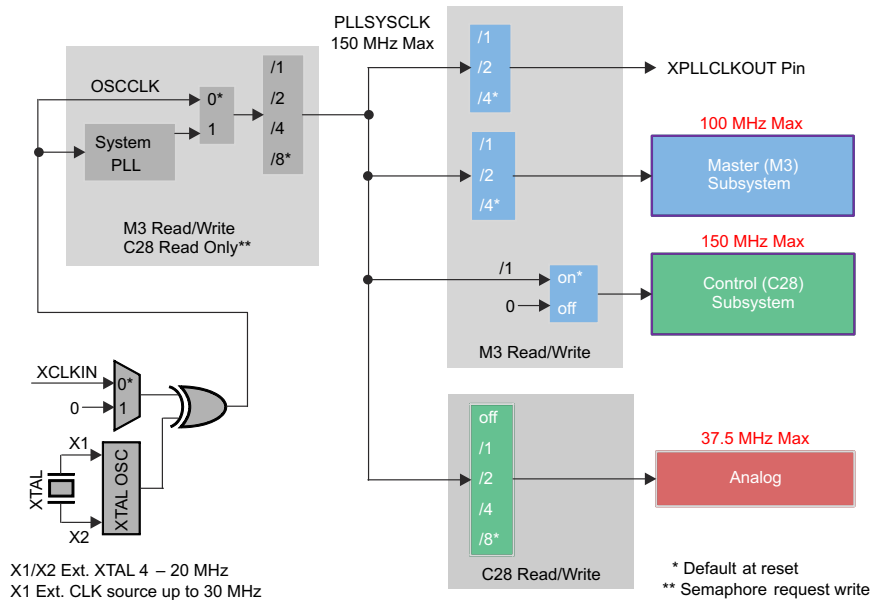 PLLSYSCLK
150 MHz Max
OSCCLK
System
PLL
0*
1
/1
/2
/4
/8*
M3 Read/Write
C28 Read Only**
/1
/2
/4*
XPLLCLKOUT Pin
/1
/2
/4*
100 MHz Max
Master (M3)
Subsystem
150 MHz Max
/1
0
on*
off
Control (C28)
Subsystem
M3 Read/Write
XCLKIN
0
0*
1
X1
XTAL
X2
XTAL OSC
off
/1
/2
/4
/8*
37.5 MHz Max
Analog
C28 Read/Write
X1/X2 Ext. XTAL 4 – 20 MHz
X1 Ext. CLK source up to 30 MHz
* Default at reset
** Semaphore request write